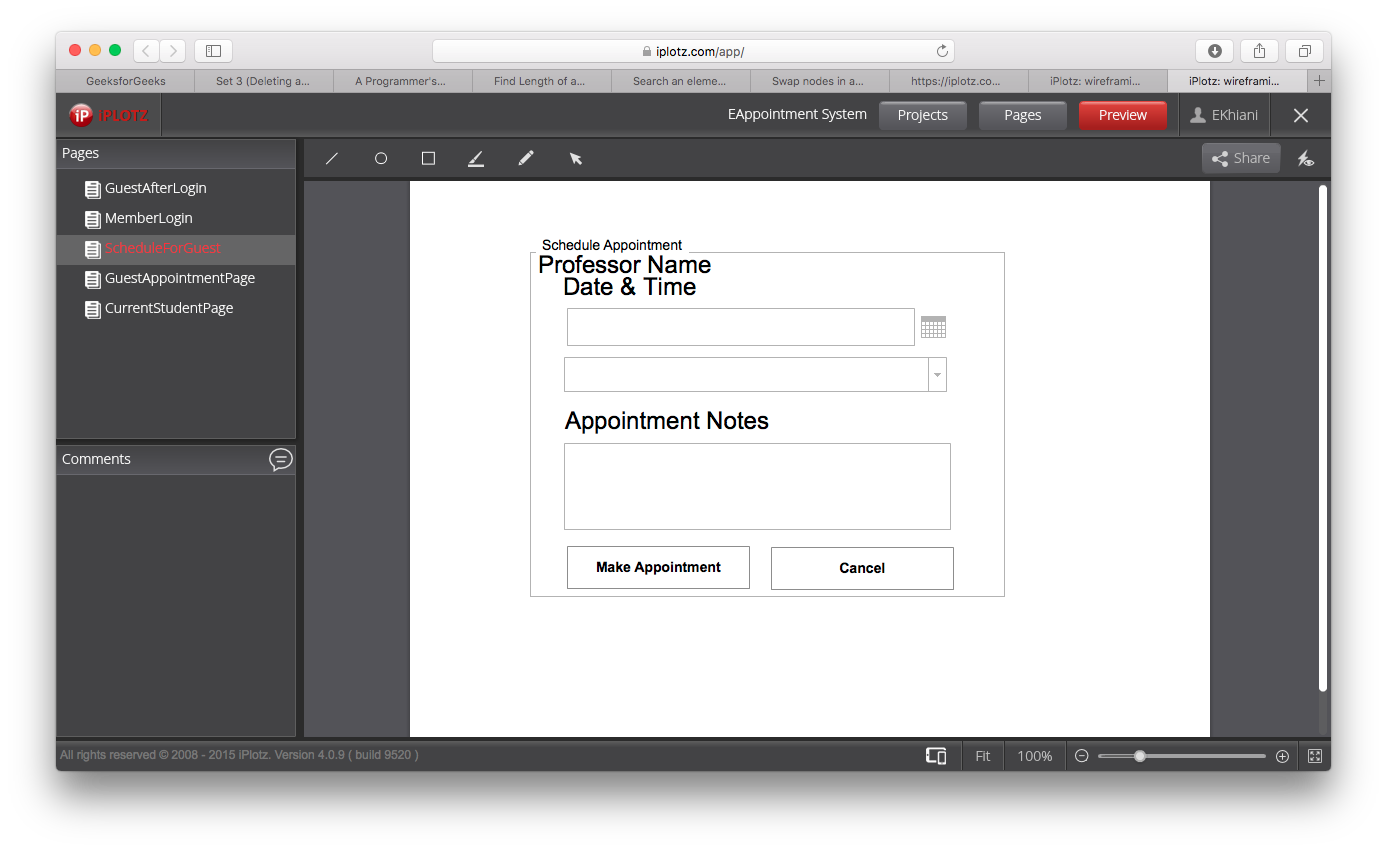 iplotz.com/app/
GeeksforGeeks
Set 3 (Deleting a...
A Programmer's...
Find Length of a...
Search an eleme...
Swap nodes in a...
https://iplotz.co...
iPlotz: wireframi...
iPlotz: wireframi...
iP iPLOTZ
EAppointment System
Projects
Pages
Preview
EKhiani
Pages
Share
GuestAfterLogin
MemberLogin
ScheduleForGuest
GuestAppointmentPage
CurrentStudentPage
Comments
Schedule Appointment
Professor Name
Date & Time
Appointment Notes
Make Appointment
Cancel
All rights reserved © 2008 - 2015 iPlotz. Version 4.0.9 ( build 9520 )
Fit
100%